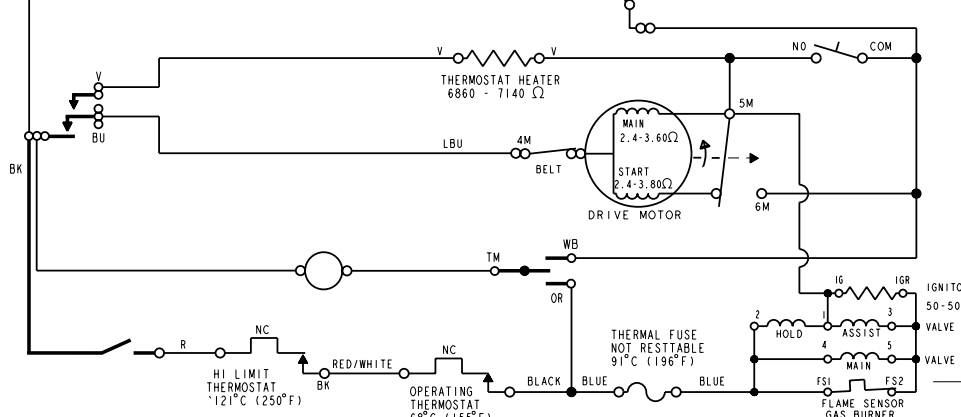 NO
COM
V
V
THERMOSTAT HEATER
6860 - 7140 Ω
V
BU
BK
5M
MAIN
2.4-3.60Ω
LBU
4M
BELT
START
2.4-3.80Ω
6M
DRIVE MOTOR
WB
TM
OR
IG
IGR
2
1
3
HOLD
ASSIST
VALVE
4
5
MAIN
VALVE
R
NC
HI LIMIT
THERMOSTAT
121°C (250°F)
RED/WHITE
BK
NC
OPERATING
THERMOSTAT
BLACK
BLUE
THERMAL FUSE
NOT RESTTABLE
91°C (196°F)
BLUE
FS1
FS2
FLAME SENSOR
GAS BURNER
50-50